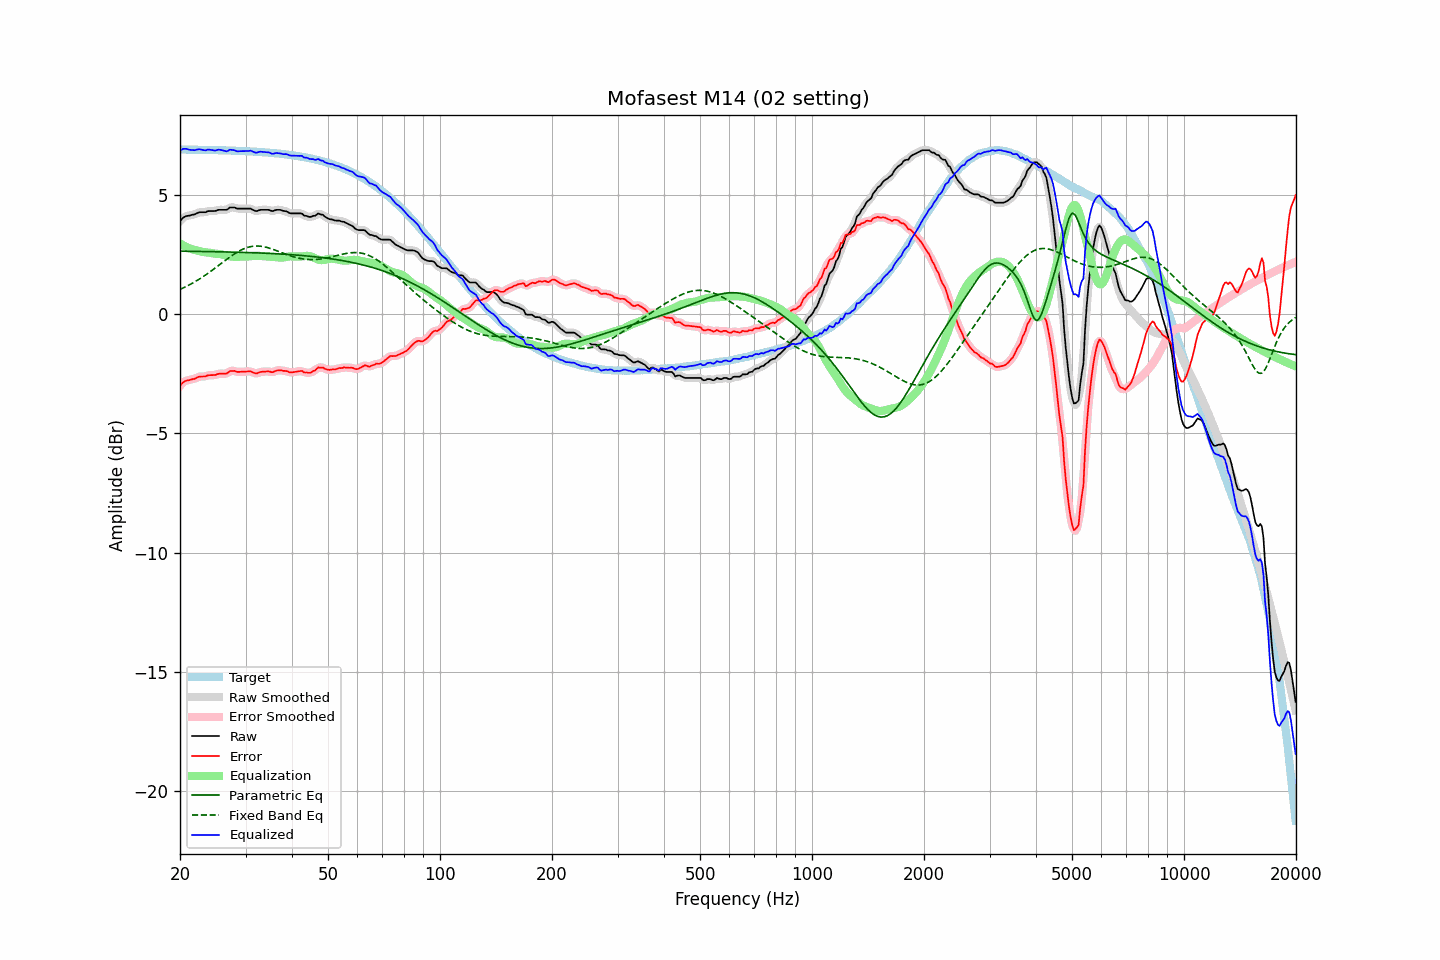 Mofasest M14 (02 setting)
Amplitude (dBr)
5
0
−5
−10
−15
−20
Target
Raw Smoothed
Error Smoothed
Raw
Error
Equalization
Parametric Eq
Fixed Band Eq
Equalized
20 50 100 200 500 1000 2000 5000 10000 20000
Frequency (Hz)